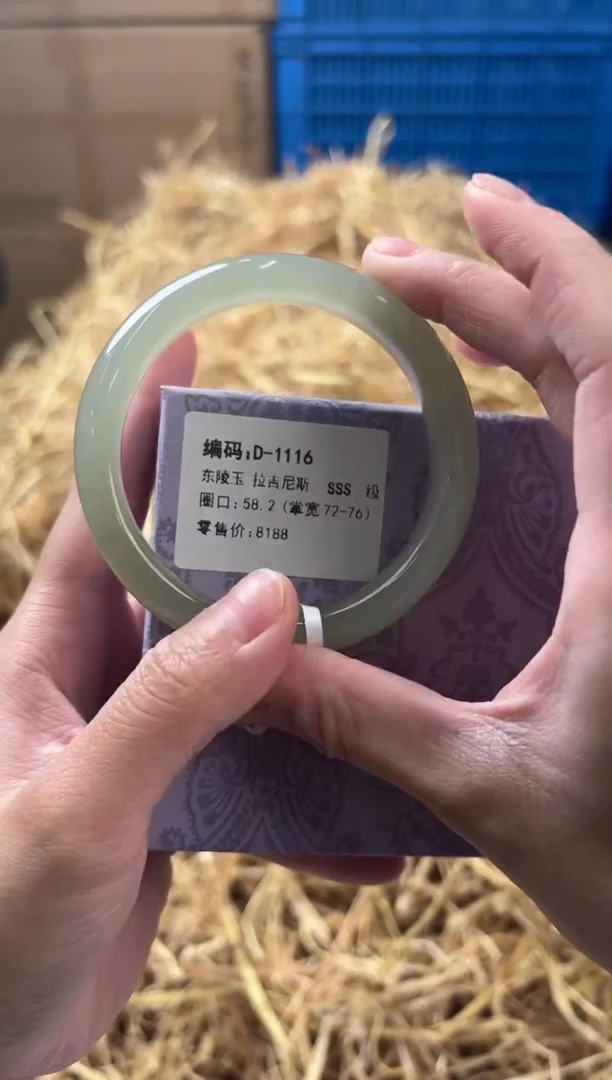 编码:D-1116
东陵玉 拉吉尼斯 SSS 级
圈口:58.2(掌宽72-76)
零售价:8188